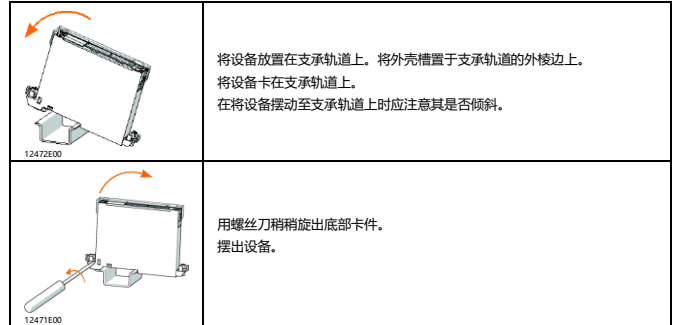 将设备放置在支承轨道上。将外壳槽置于支承轨道的外棱边上。
将设备卡在支承轨道上。
在将设备摆动至支承轨道上时应注意其是否倾斜。
12472E00
用螺丝刀稍稍旋出底部卡件。
摆出设备。
12471E00